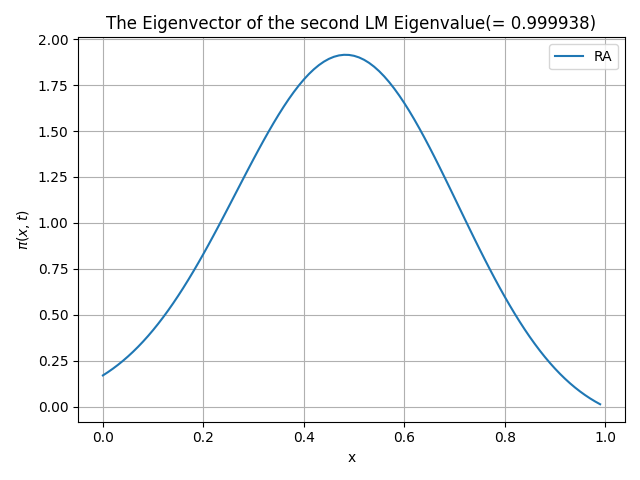 The Eigenvector of the second LM Eigenvalue(= 0.999938)
RA
2.00
1.75
1.50
1.25
1.00
0.75
0.50
0.25
0.00
π(x, t)
0.0 0.2 0.4 0.6 0.8 1.0
x